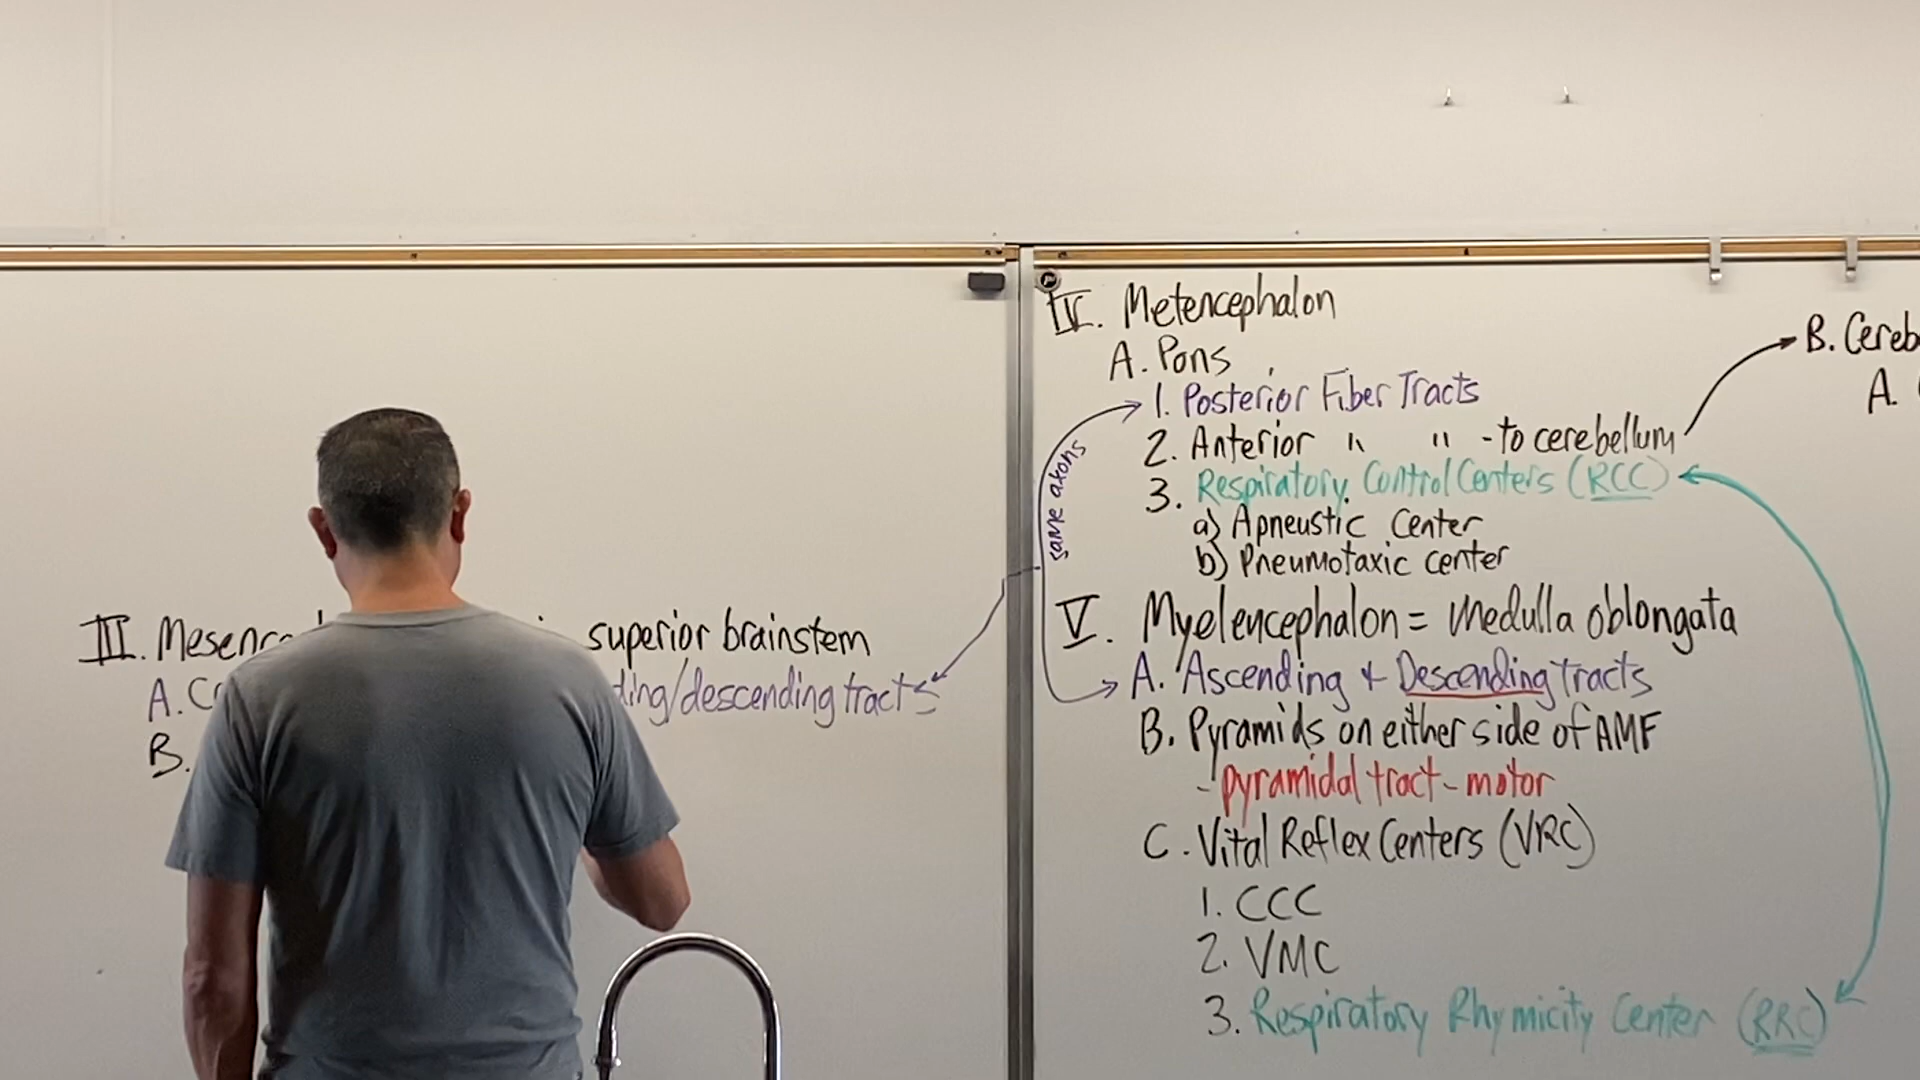 III. Mesence superior brainstem
A. C ding/descending tracts
B.
same axons
IV. Metencephalon
A. Pons
1. Posterior Fiber Tracts
2. Anterior " " - to cerebellum
3. Respiratory Control Centers (RCC)
a) Apneustic Center
b) Pneumotaxic center
V. Myelencephalon = Medulla oblongata
A. Ascending + Descending tracts
B. Pyramids on either side of AMF
- pyramidal tract - motor
C. Vital Reflex Centers (VRC)
1. CCC
2. VMC
3. Respiratory Rhymicity Center (RRC)
B. Cereb
A.